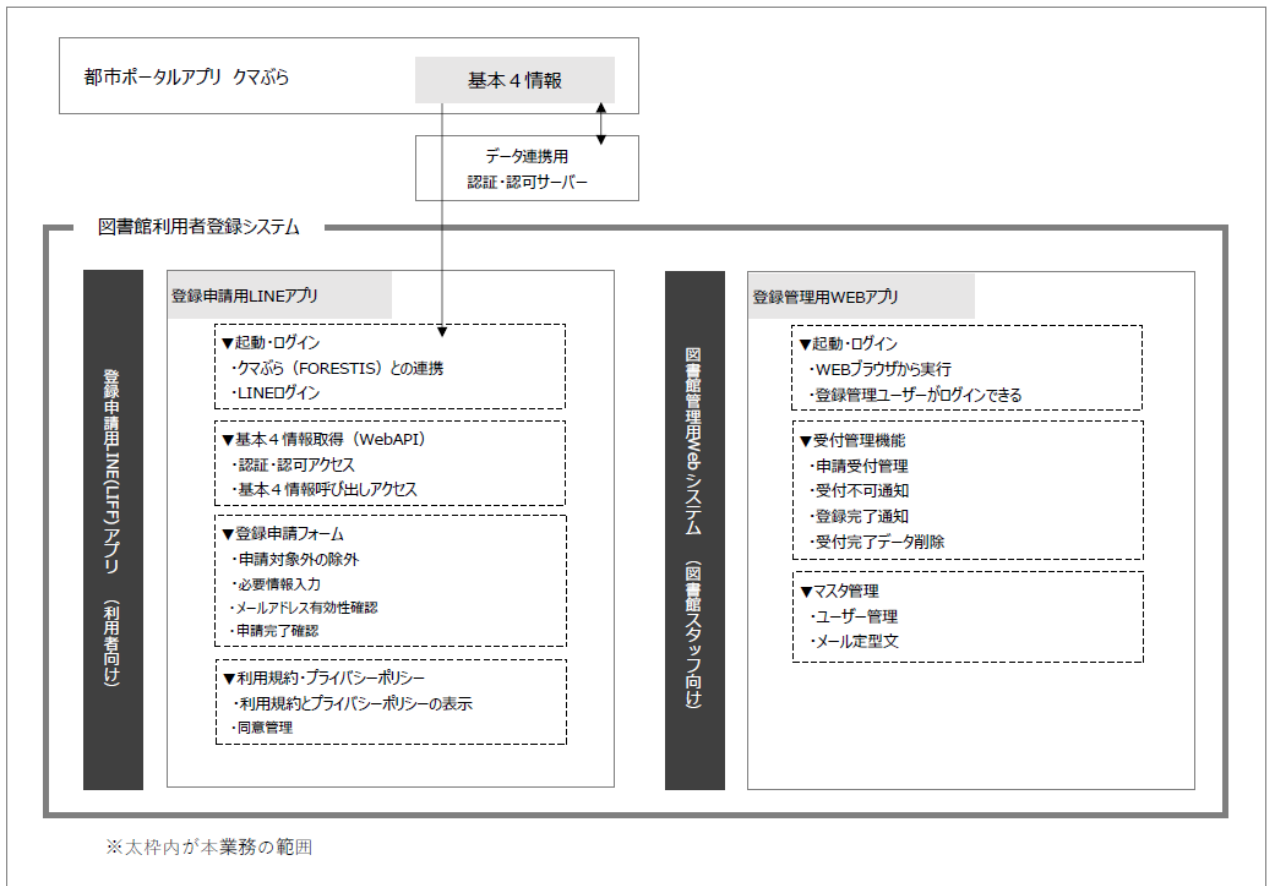 都市ポータルアプリ クマぶら
基本４情報
データ連携用
認証・認可サーバー
図書館利用者登録システム
登録申請用LINE(LIFF)アプリ （利用者向け）
登録申請用LINEアプリ
▼起動・ログイン
・クマぶら（FORESTIS）との連携
・LINEログイン
▼基本４情報取得（WebAPI）
・認証・認可アクセス
・基本４情報呼び出しアクセス
▼登録申請フォーム
・申請対象外の除外
・必要情報入力
・メールアドレス有効性確認
・申請完了確認
▼利用規約・プライバシーポリシー
・利用規約とプライバシーポリシーの表示
・同意管理
図書館管理用Webシステム （図書館スタッフ向け）
登録管理用WEBアプリ
▼起動・ログイン
・WEBブラウザから実行
・登録管理ユーザーがログインできる
▼受付管理機能
・申請受付管理
・受付不可通知
・登録完了通知
・受付完了データ削除
▼マスタ管理
・ユーザー管理
・メール定型文
※太枠内が本業務の範囲